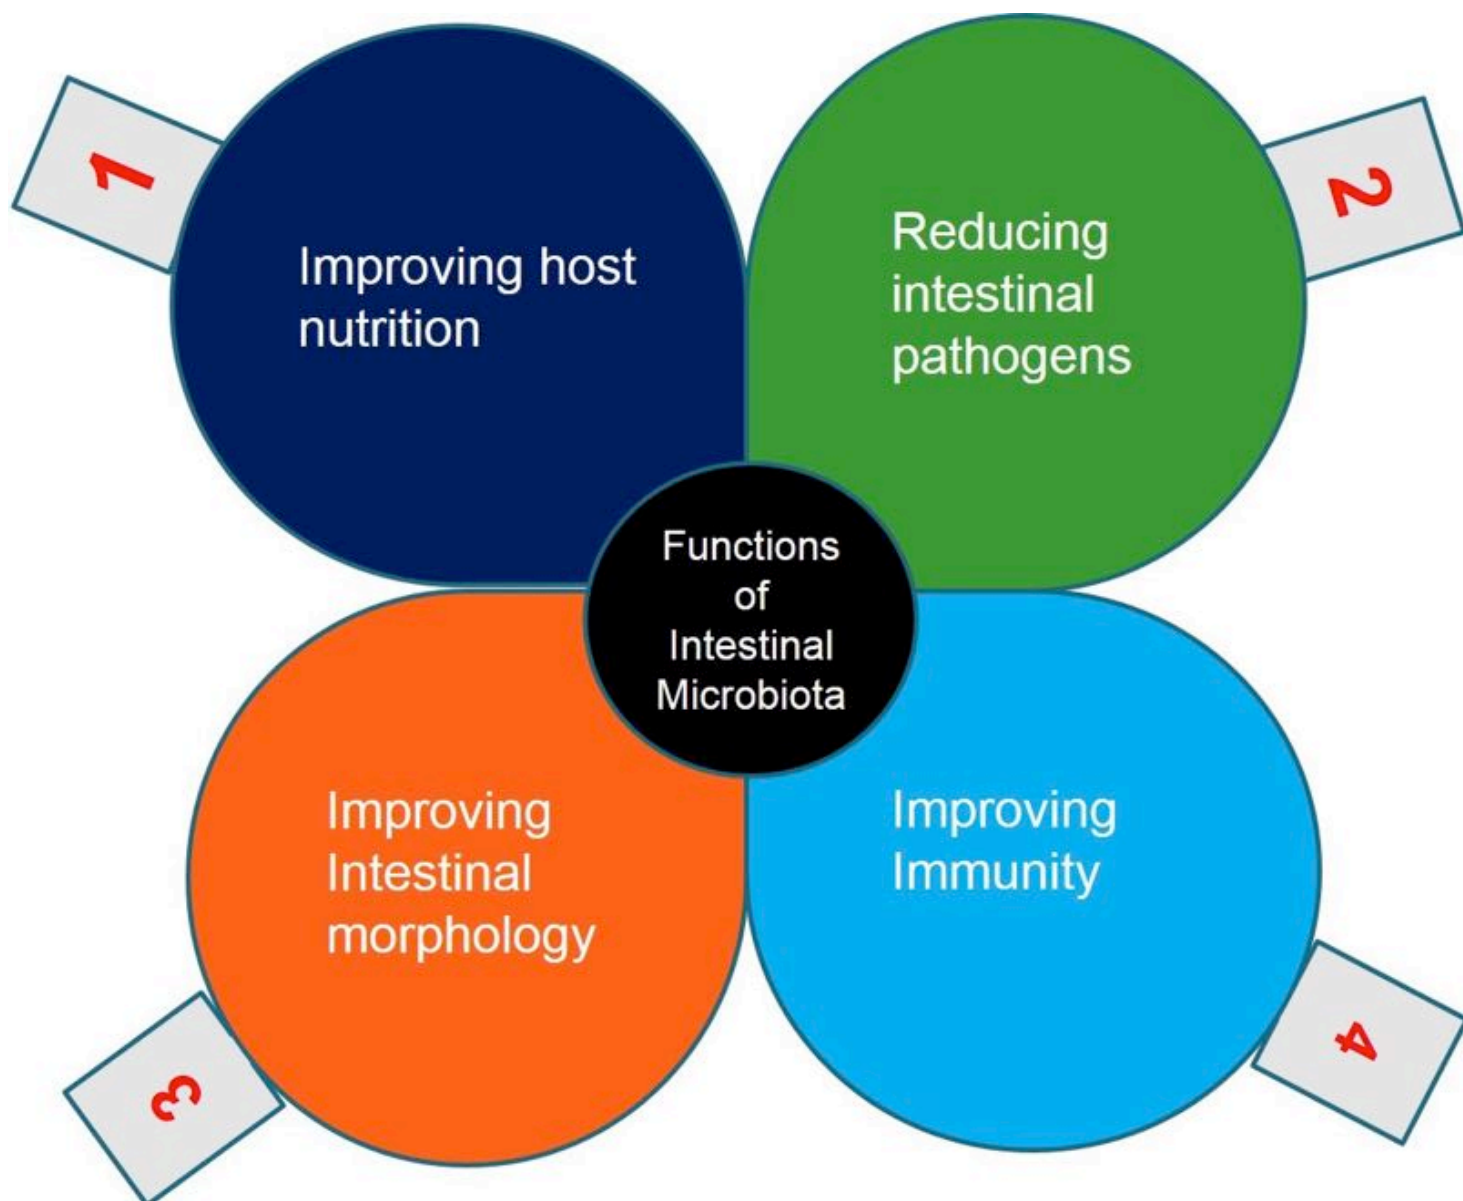 1
Improving host
nutrition
2
Reducing
intestinal
pathogens
Functions
of
Intestinal
Microbiota
3
Improving
Intestinal
morphology
4
Improving
Immunity